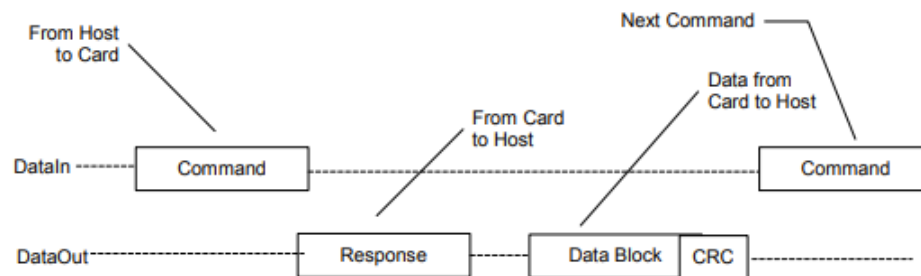 From Host
to Card
Next Command
Data from
Card to Host
From Card
to Host
DataIn
Command
Command
DataOut
Response
Data Block
CRC